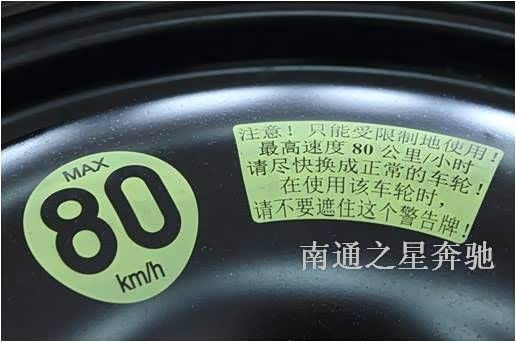 MAX
80
km/h
注意！只能受限制地使用！
最高速度 80 公里/小时
请尽快换成正常的车轮！
在使用该车轮时，
请不要遮住这个警告牌！
南通之星奔驰